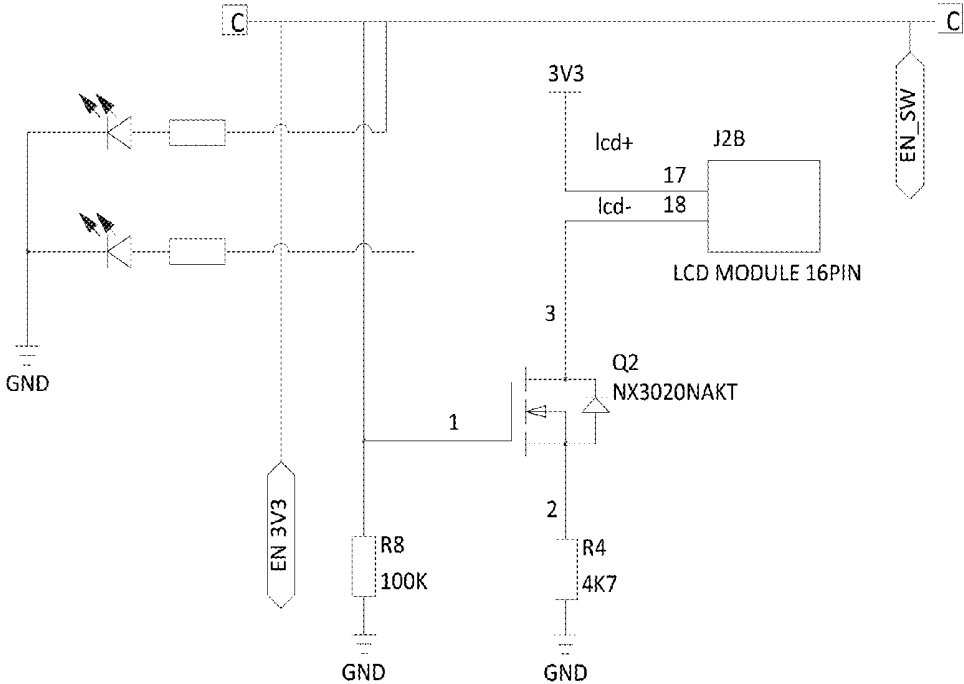 C
C
EN_SW
3V3
lcd+
J2B
17
lcd-
18
LCD MODULE 16PIN
3
GND
Q2
NX3020NAKT
1
2
EN 3V3
R8
100K
R4
4K7
GND
GND